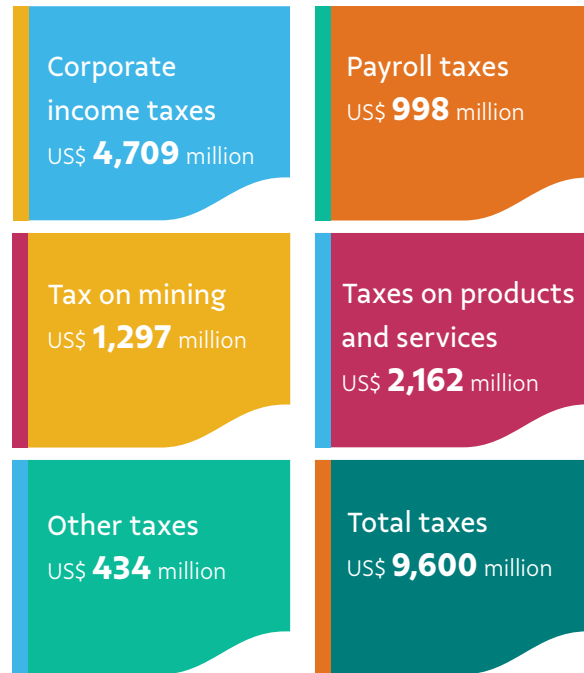 Corporate
income taxes
US$ 4,709 million
Payroll taxes
US$ 998 million
Tax on mining
US$ 1,297 million
Taxes on products
and services
US$ 2,162 million
Other taxes
US$ 434 million
Total taxes
US$ 9,600 million